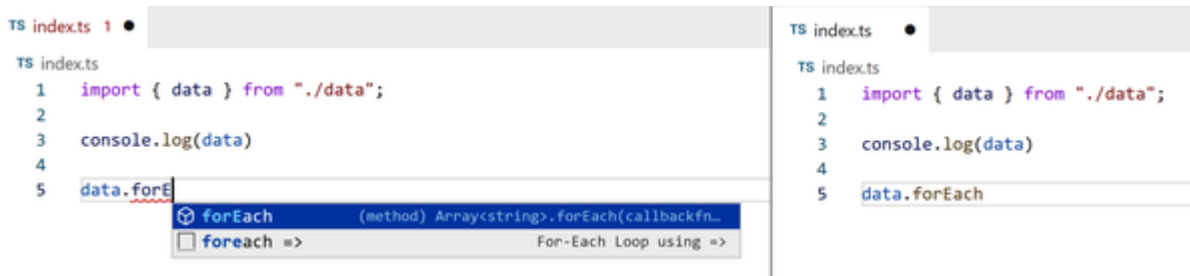 TS index.ts 1 ●
TS index.ts
1 import { data } from "./data";
2
3 console.log(data)
4
5 data.forE
forEach (method) Array<string>.forEach(callbackfn…
foreach => For-Each Loop using =>
TS index.ts ●
TS index.ts
1 import { data } from "./data";
2
3 console.log(data)
4
5 data.forEach